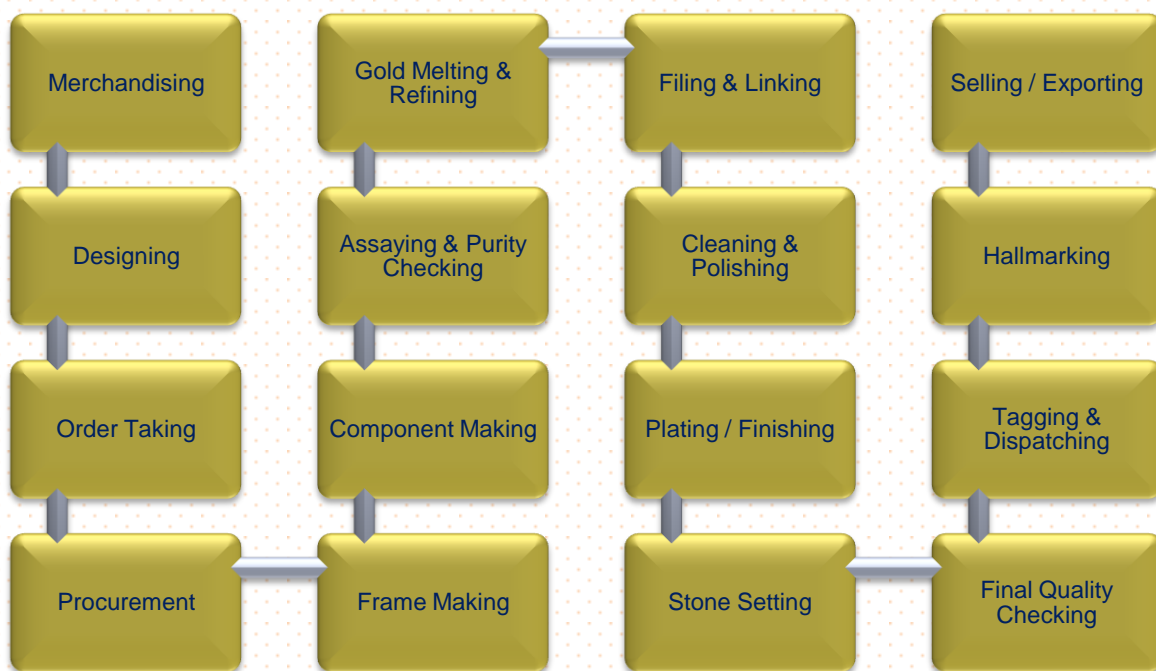 Merchandising
Designing
Order Taking
Procurement
Frame Making
Component Making
Assaying & Purity
Checking
Gold Melting &
Refining
Filing & Linking
Cleaning &
Polishing
Plating / Finishing
Stone Setting
Final Quality
Checking
Tagging &
Dispatching
Hallmarking
Selling / Exporting